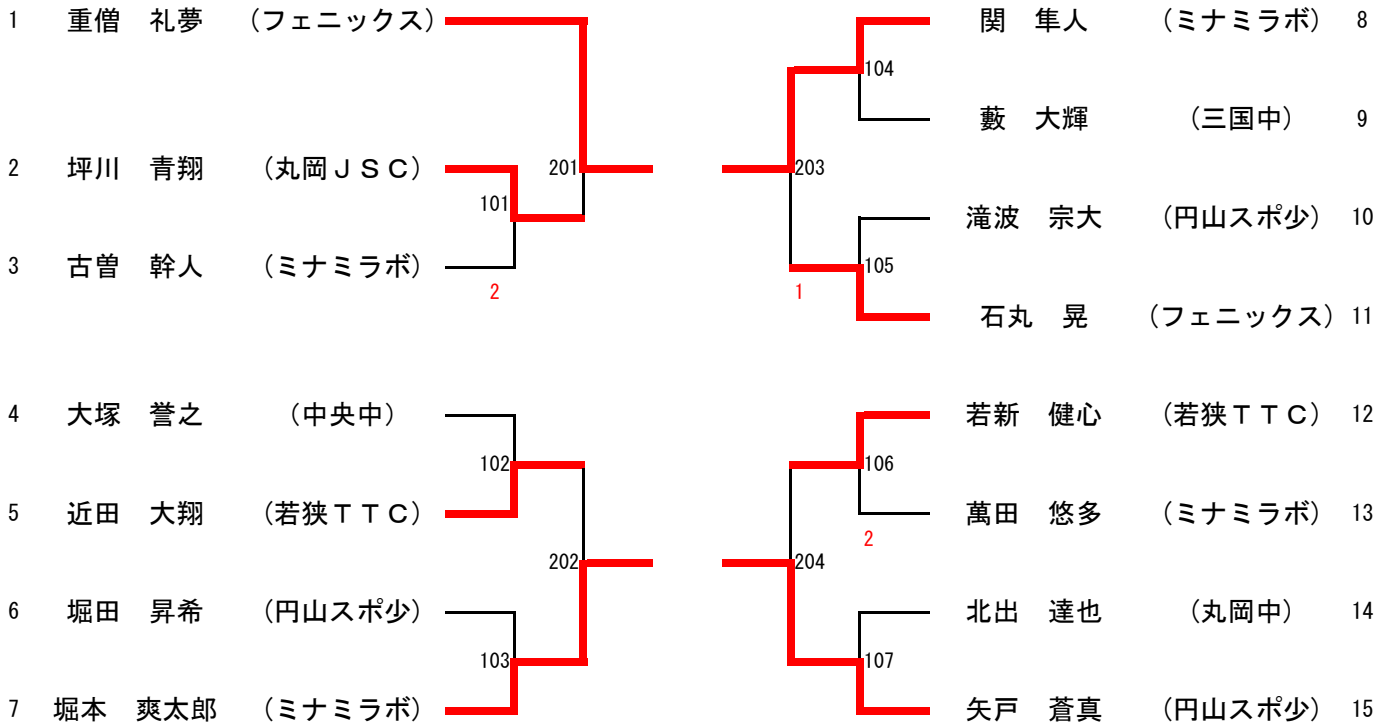 1 重僧 礼夢 (フェニックス)
2 坪川 青翔 (丸岡JSC)
3 古曽 幹人 (ミナミラボ)
4 大塚 誉之 (中央中)
5 近田 大翔 (若狭TTC)
6 堀田 昇希 (円山スポ少)
7 堀本 爽太郎 (ミナミラボ)
101
2
201
102
202
103
関 隼人 (ミナミラボ) 8
藪 大輝 (三国中) 9
滝波 宗大 (円山スポ少) 10
石丸 晃 (フェニックス) 11
若新 健心 (若狭TTC) 12
萬田 悠多 (ミナミラボ) 13
北出 達也 (丸岡中) 14
矢戸 蒼真 (円山スポ少) 15
104
203
105
1
106
2
204
107